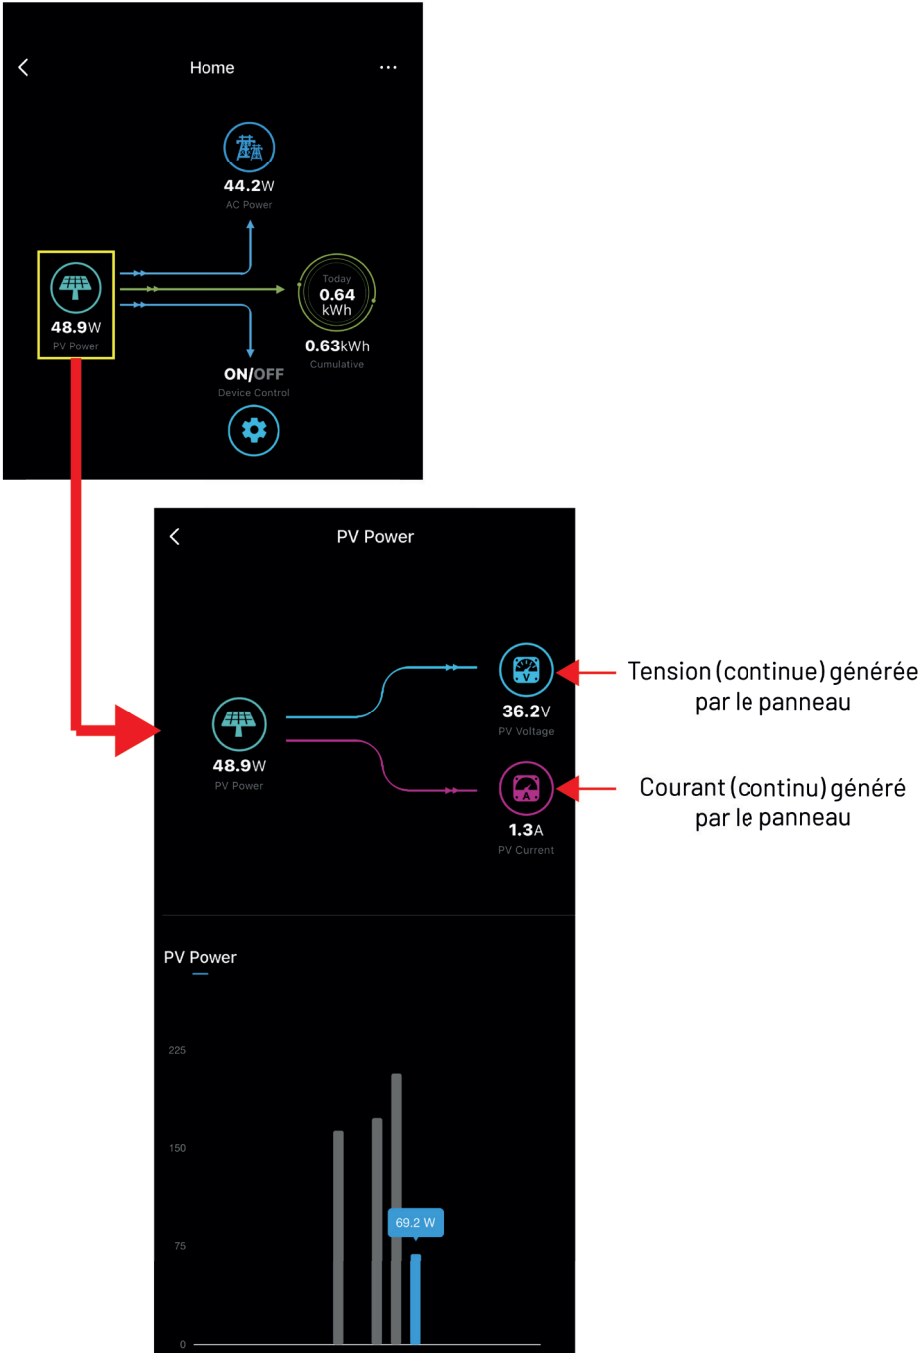 Home
44.2W
AC Power
Today
0.64
kWh
48.9W
PV Power
0.63kWh
Cumulative
ON/OFF
Device Control
PV Power
Tension (continue) générée
par le panneau
V
36.2V
PV Voltage
48.9W
PV Power
Courant (continu) généré
par le panneau
A
1.3A
PV Current
PV Power
225
150
69.2 W
75
0